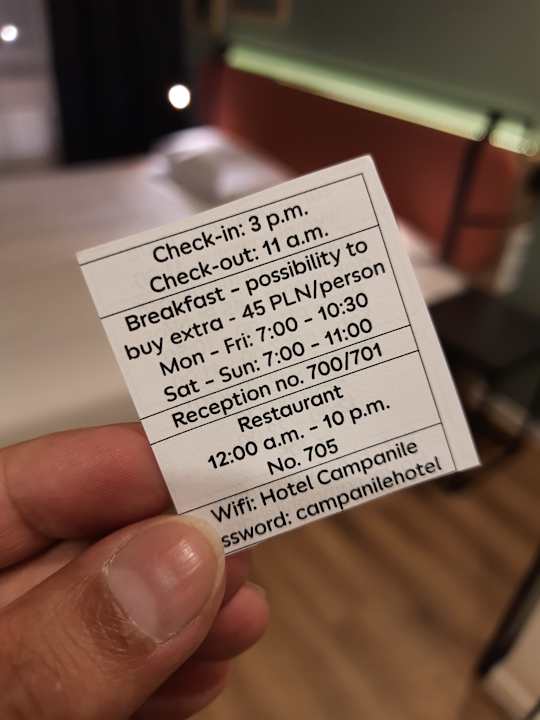 Check-in: 3 p.m.
Check-out: 11 a.m.
Breakfast - possibility to
buy extra - 45 PLN/person
Mon - Fri: 7:00 - 10:30
Sat - Sun: 7:00 - 11:00
Reception no. 700/701
Restaurant
12:00 a.m. - 10 p.m.
No. 705
Wifi: Hotel Campanile
ssword: campanilehotel